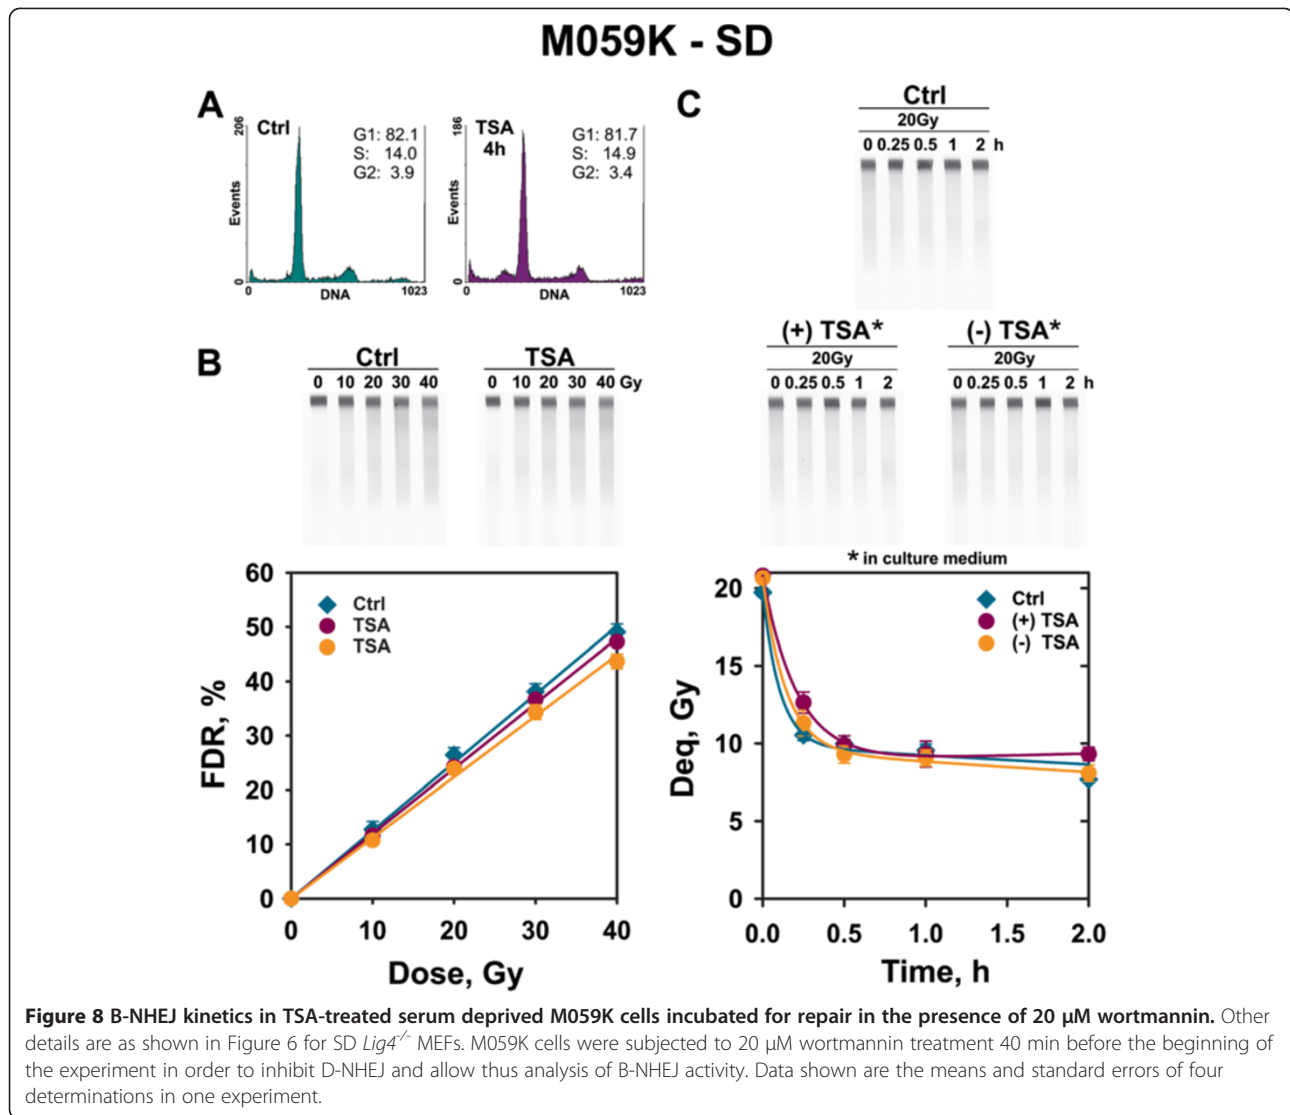 M059K - SD
A
206
Ctrl
G1: 82.1
S: 14.0
G2: 3.9
Events
0
0
DNA
1023
186
TSA
4h
G1: 81.7
S: 14.9
G2: 3.4
Events
0
0
DNA
1023
B
Ctrl
0 10 20 30 40
TSA
0 10 20 30 40 Gy
60
50
40
30
20
10
0
FDR, %
Ctrl
TSA
TSA
0 10 20 30 40
Dose, Gy
C
Ctrl
20Gy
0 0.25 0.5 1 2 h
(+) TSA*
20Gy
0 0.25 0.5 1 2
(-) TSA*
20Gy
0 0.25 0.5 1 2 h
* in culture medium
20
15
10
5
0
Deq, Gy
Ctrl
(+) TSA
(-) TSA
0.0 0.5 1.0 1.5 2.0
Time, h
Figure 8 B-NHEJ kinetics in TSA-treated serum deprived M059K cells incubated for repair in the presence of 20 μM wortmannin. Other
details are as shown in Figure 6 for SD Lig4-/- MEFs. M059K cells were subjected to 20 μM wortmannin treatment 40 min before the beginning of
the experiment in order to inhibit D-NHEJ and allow thus analysis of B-NHEJ activity. Data shown are the means and standard errors of four
determinations in one experiment.